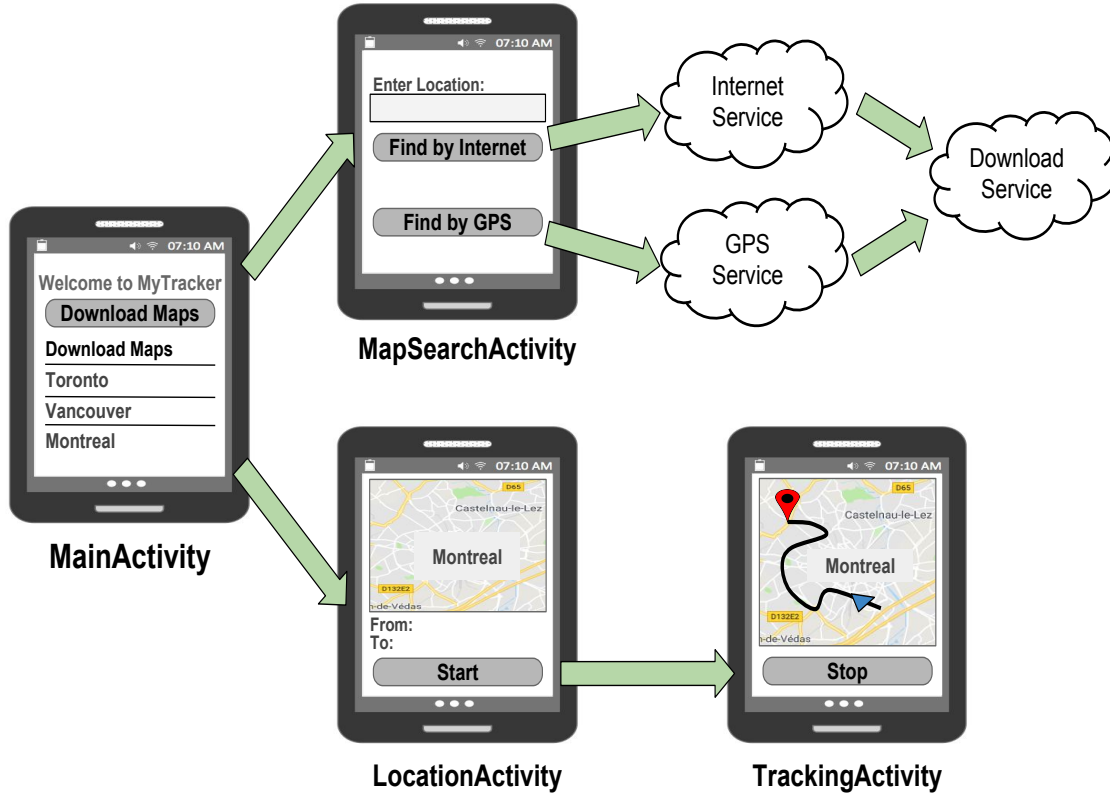 07:10 AM
Enter Location:
Find by Internet
Find by GPS
MapSearchActivity
Internet
Service
GPS
Service
Download
Service
07:10 AM
Welcome to MyTracker
Download Maps
Download Maps
Toronto
Vancouver
Montreal
MainActivity
07:10 AM
D65
Castelnau-le-Lez
Montreal
D132E2
n-de-Védas
From:
To:
Start
LocationActivity
07:10 AM
D65
Castelnau-le-Lez
Montreal
D132E2
n-de-Védas
Stop
TrackingActivity